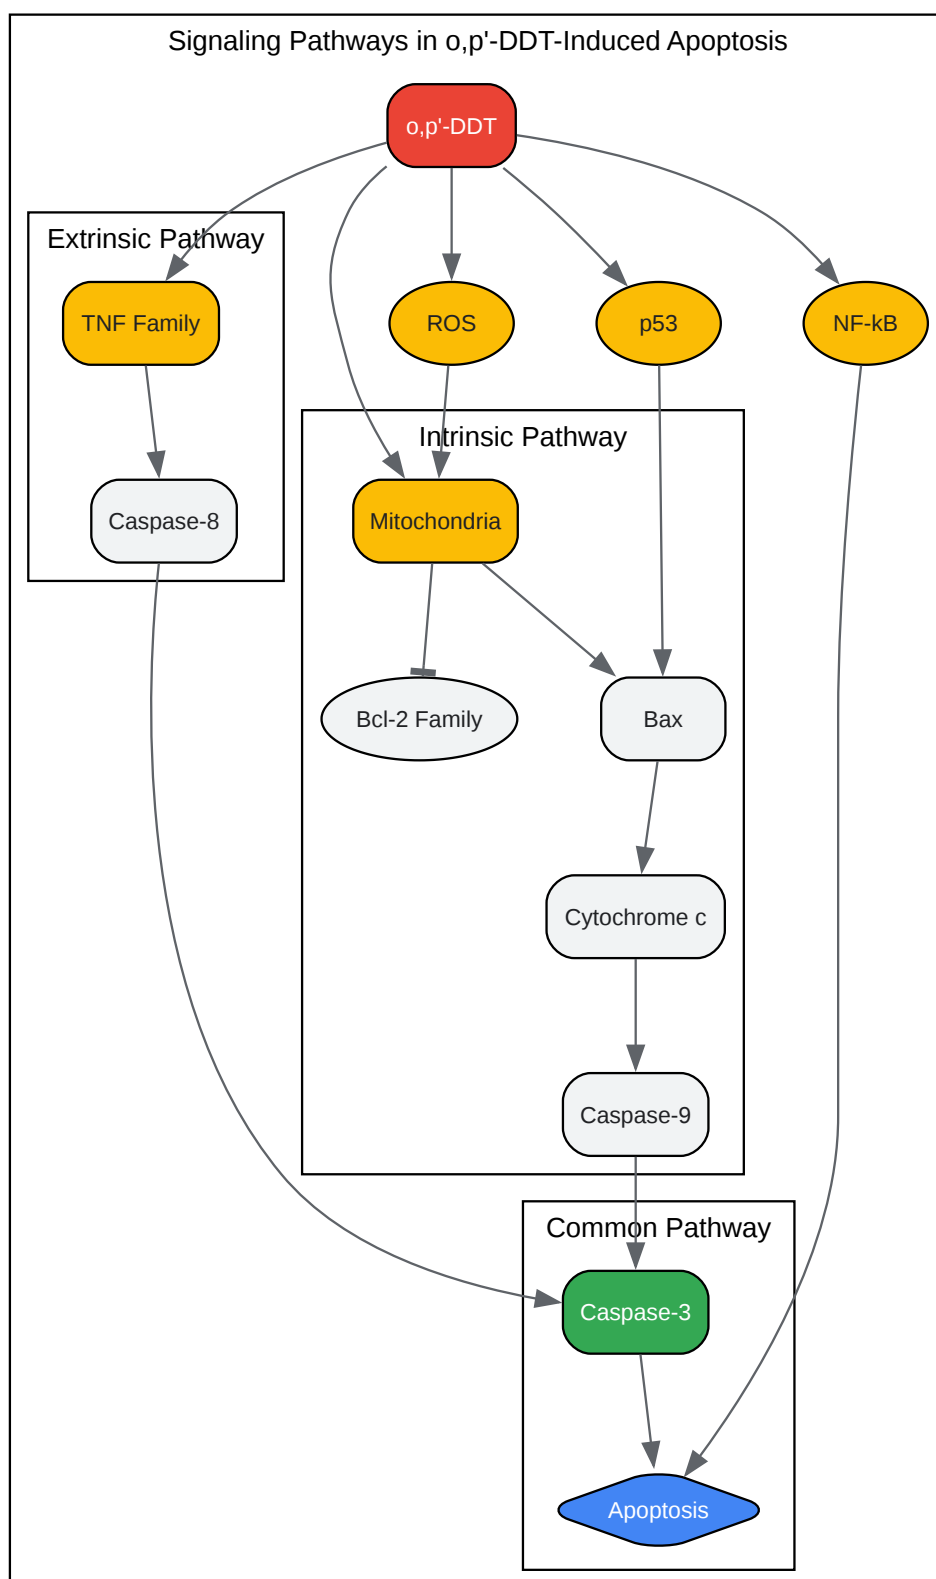 Signaling Pathways in o,p'-DDT-Induced Apoptosis
o,p'-DDT
Extrinsic Pathway
TNF Family
ROS
p53
NF-kB
Intrinsic Pathway
Caspase-8
Mitochondria
Bcl-2 Family
Bax
Cytochrome c
Caspase-9
Common Pathway
Caspase-3
Apoptosis